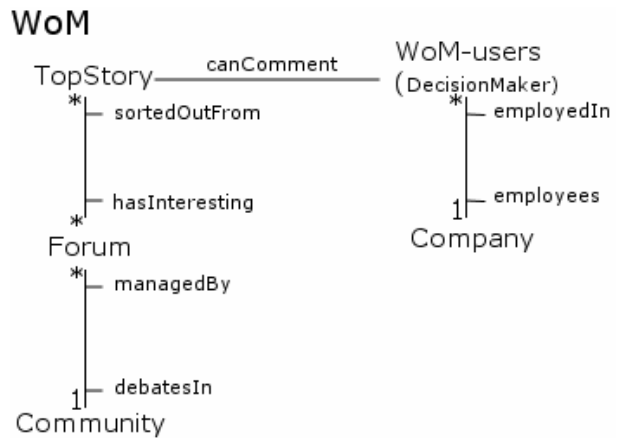 WoM
TopStory
canComment
WoM-users
(DecisionMaker)
*
sortedOutFrom
*
employedIn
hasInteresting
*
employees
1
Forum
Company
*
managedBy
debatesIn
1
Community